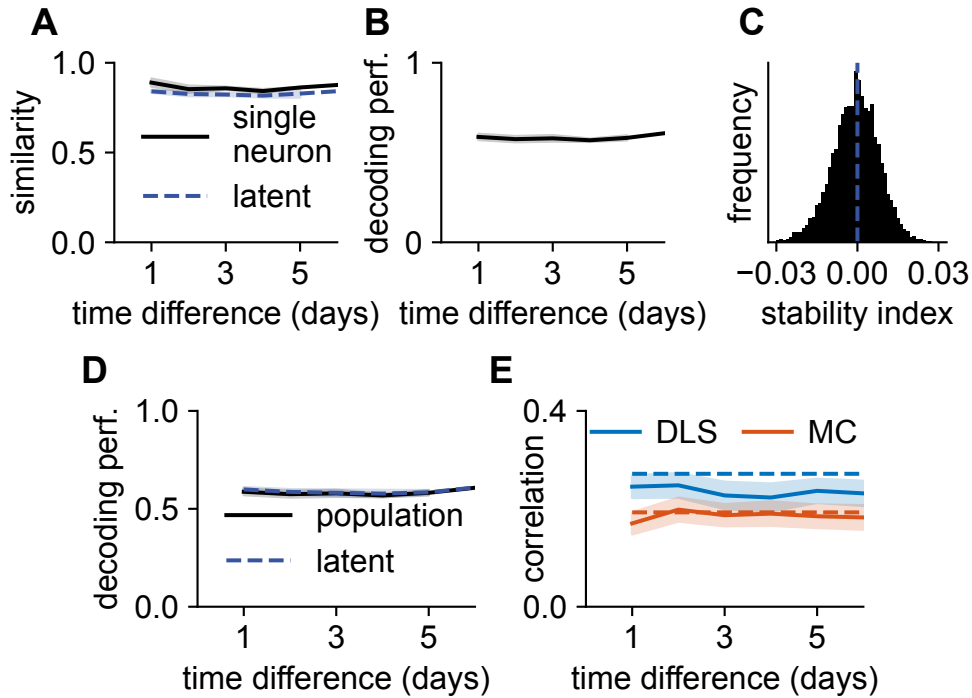 A
similarity
1.0
0.5
0.0
single
neuron
latent
1
3
5
time difference (days)
B
decoding perf.
1
0
1
3
5
time difference (days)
C
frequency
−0.03
0.00
0.03
stability index
D
decoding perf.
1.0
0.5
0.0
population
latent
1
3
5
time difference (days)
E
correlation
0.4
0.0
DLS
MC
1
3
5
time difference (days)